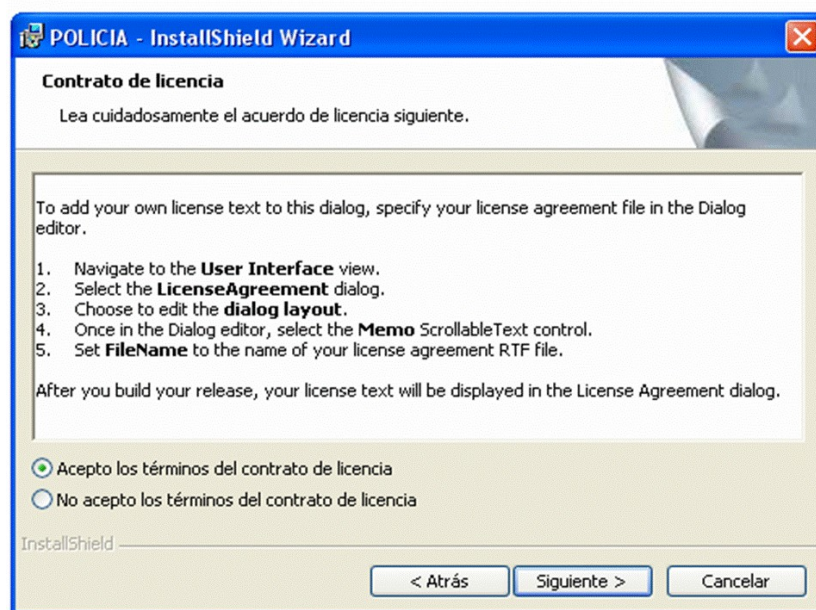 POLICIA - InstallShield Wizard
Contrato de licencia
Lea cuidadosamente el acuerdo de licencia siguiente.
To add your own license text to this dialog, specify your license agreement file in the Dialog
editor.
1. Navigate to the User Interface view.
2. Select the LicenseAgreement dialog.
3. Choose to edit the dialog layout.
4. Once in the Dialog editor, select the Memo ScrollableText control.
5. Set FileName to the name of your license agreement RTF file.
After you build your release, your license text will be displayed in the License Agreement dialog.
Acepto los términos del contrato de licencia
No acepto los términos del contrato de licencia
InstallShield
< Atrás Siguiente > Cancelar